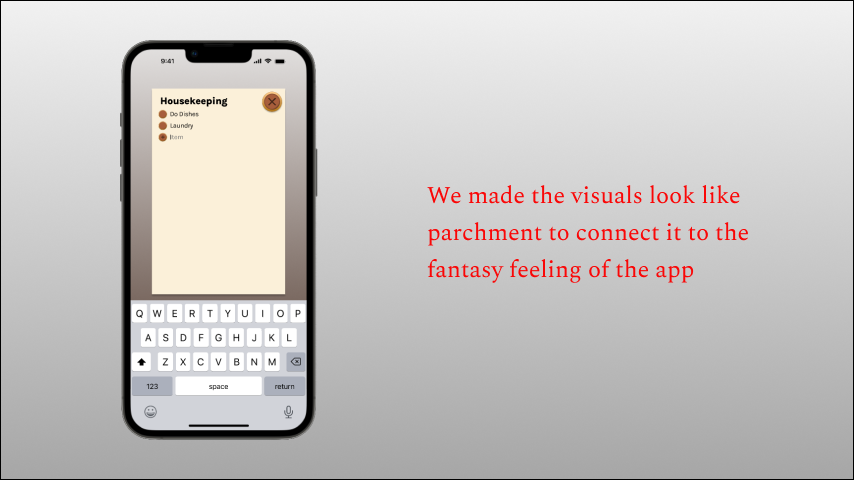 9:41
Housekeeping
Do Dishes
Laundry
Item
Q W E R T Y U I O P
A S D F G H J K L
Z X C V B N M
123 space return
We made the visuals look like
parchment to connect it to the
fantasy feeling of the app